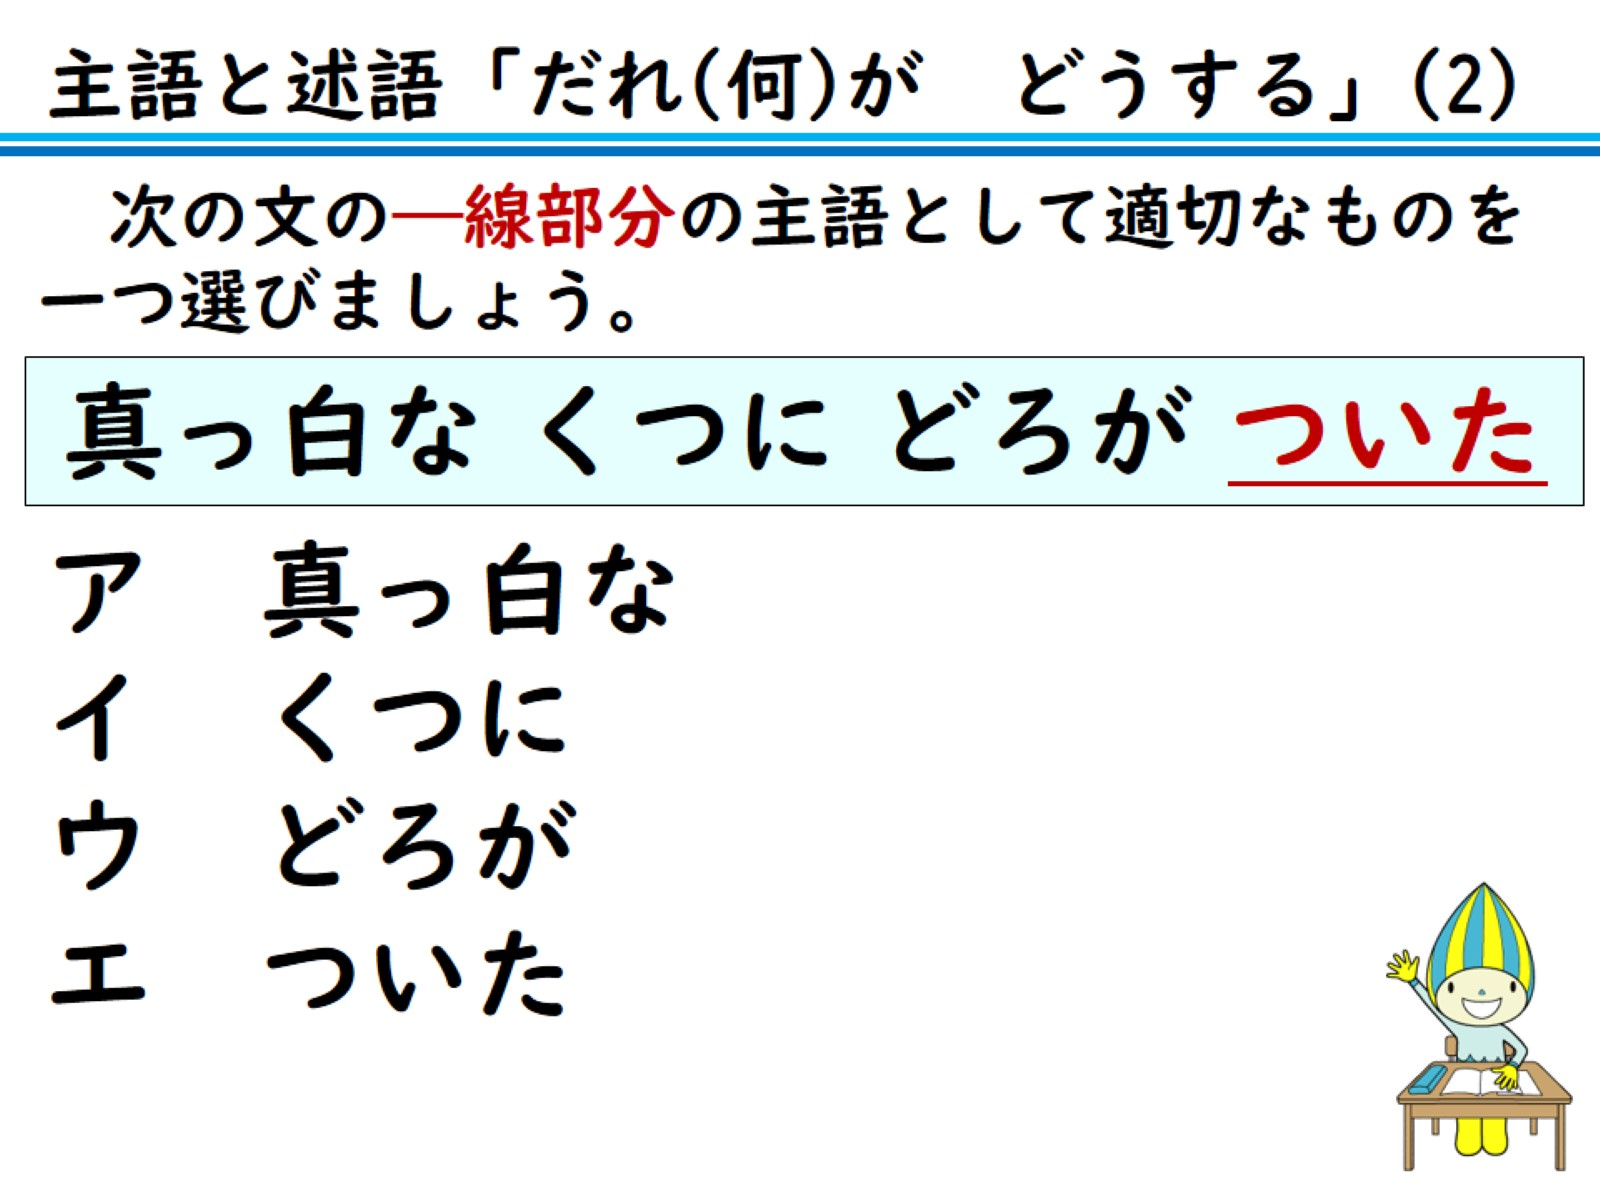 主語と述語「だれ(何)が　どうする」(2)
次の文の―線部分の主語として適切なものを
一つ選びましょう。
真っ白な くつに どろが ついた
ア　真っ白な
イ　くつに
ウ　どろが
エ　ついた